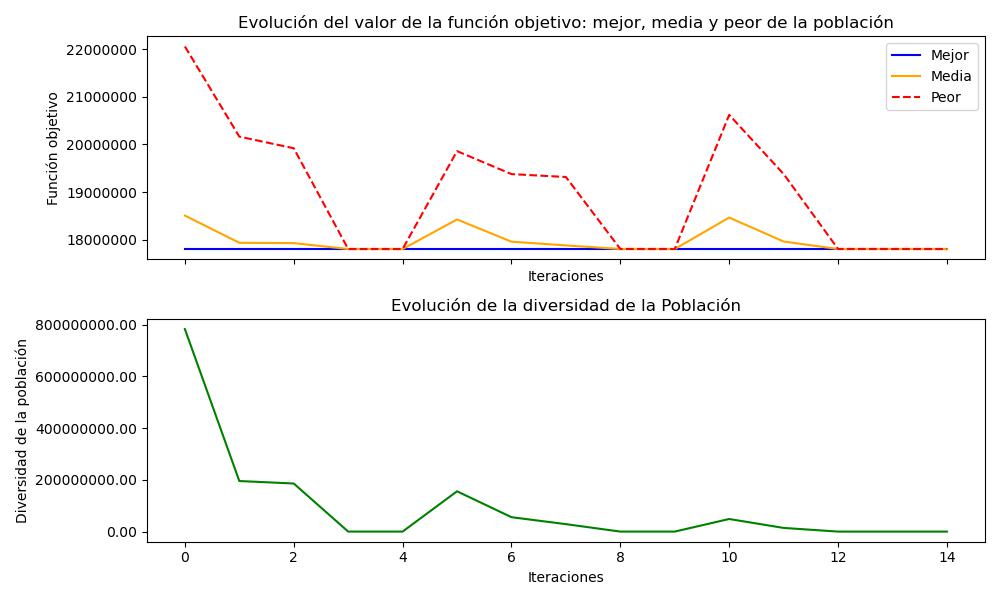 Evolución del valor de la función objetivo: mejor, media y peor de la población
22000000
21000000
20000000
19000000
18000000
Función objetivo
Mejor
Media
Peor
Iteraciones
Evolución de la diversidad de la Población
800000000.00
600000000.00
400000000.00
200000000.00
0.00
Diversidad de la población
0 2 4 6 8 10 12 14
Iteraciones